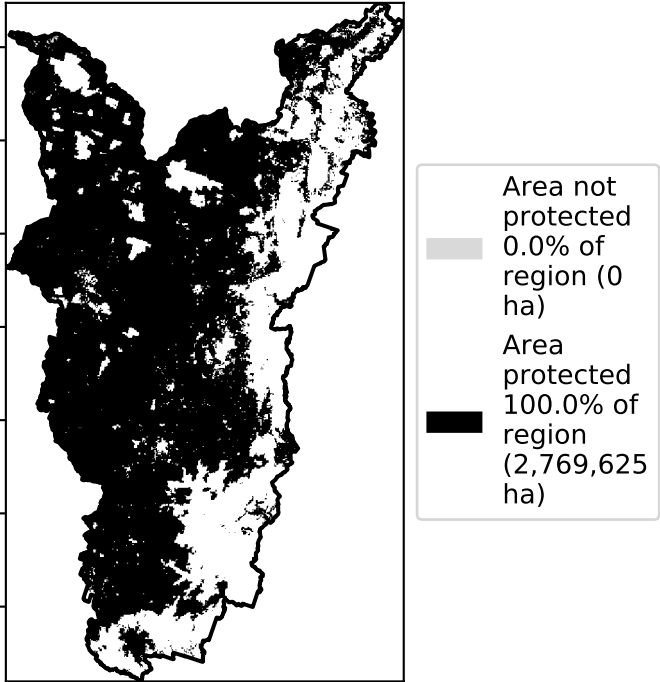 Area not
protected
0.0% of
region (0
ha)
Area
protected
100.0% of
region
(2,769,625
ha)